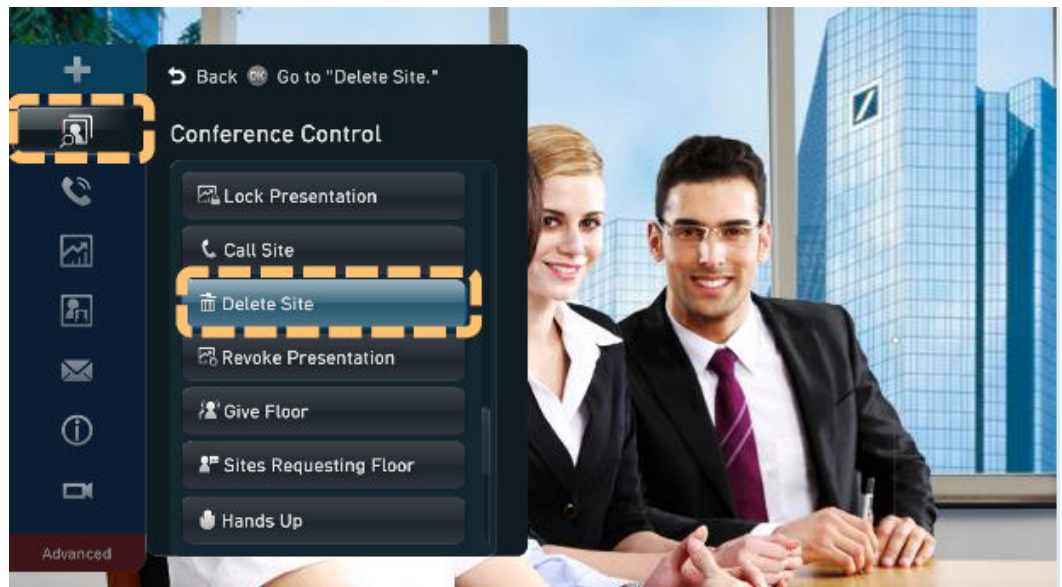 Back OK Go to "Delete Site."
Conference Control
Lock Presentation
Call Site
Delete Site
Revoke Presentation
Give Floor
Sites Requesting Floor
Hands Up
Advanced